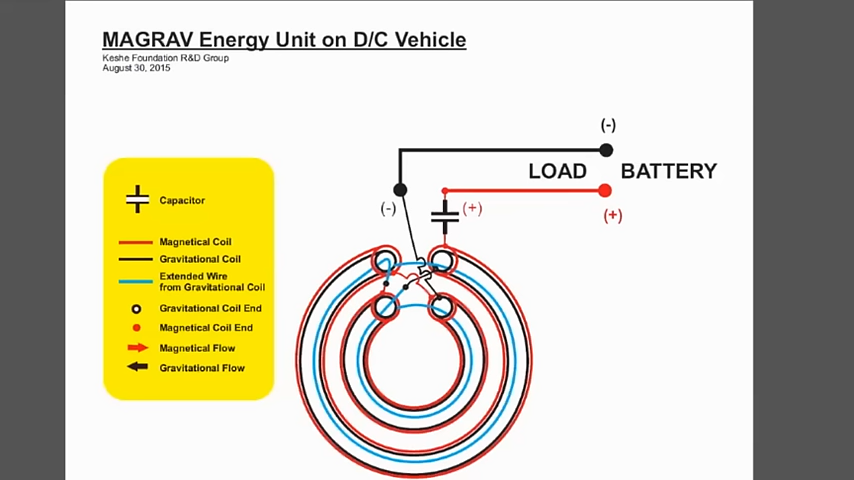 MAGRAV Energy Unit on D/C Vehicle
Keshe Foundation R&D Group
August 30, 2015
(-)
LOAD BATTERY
(-)
(+)
(+)
Capacitor
Magnetical Coil
Gravitational Coil
Extended Wire
from Gravitational Coil
Gravitational Coil End
Magnetical Coil End
Magnetical Flow
Gravitational Flow